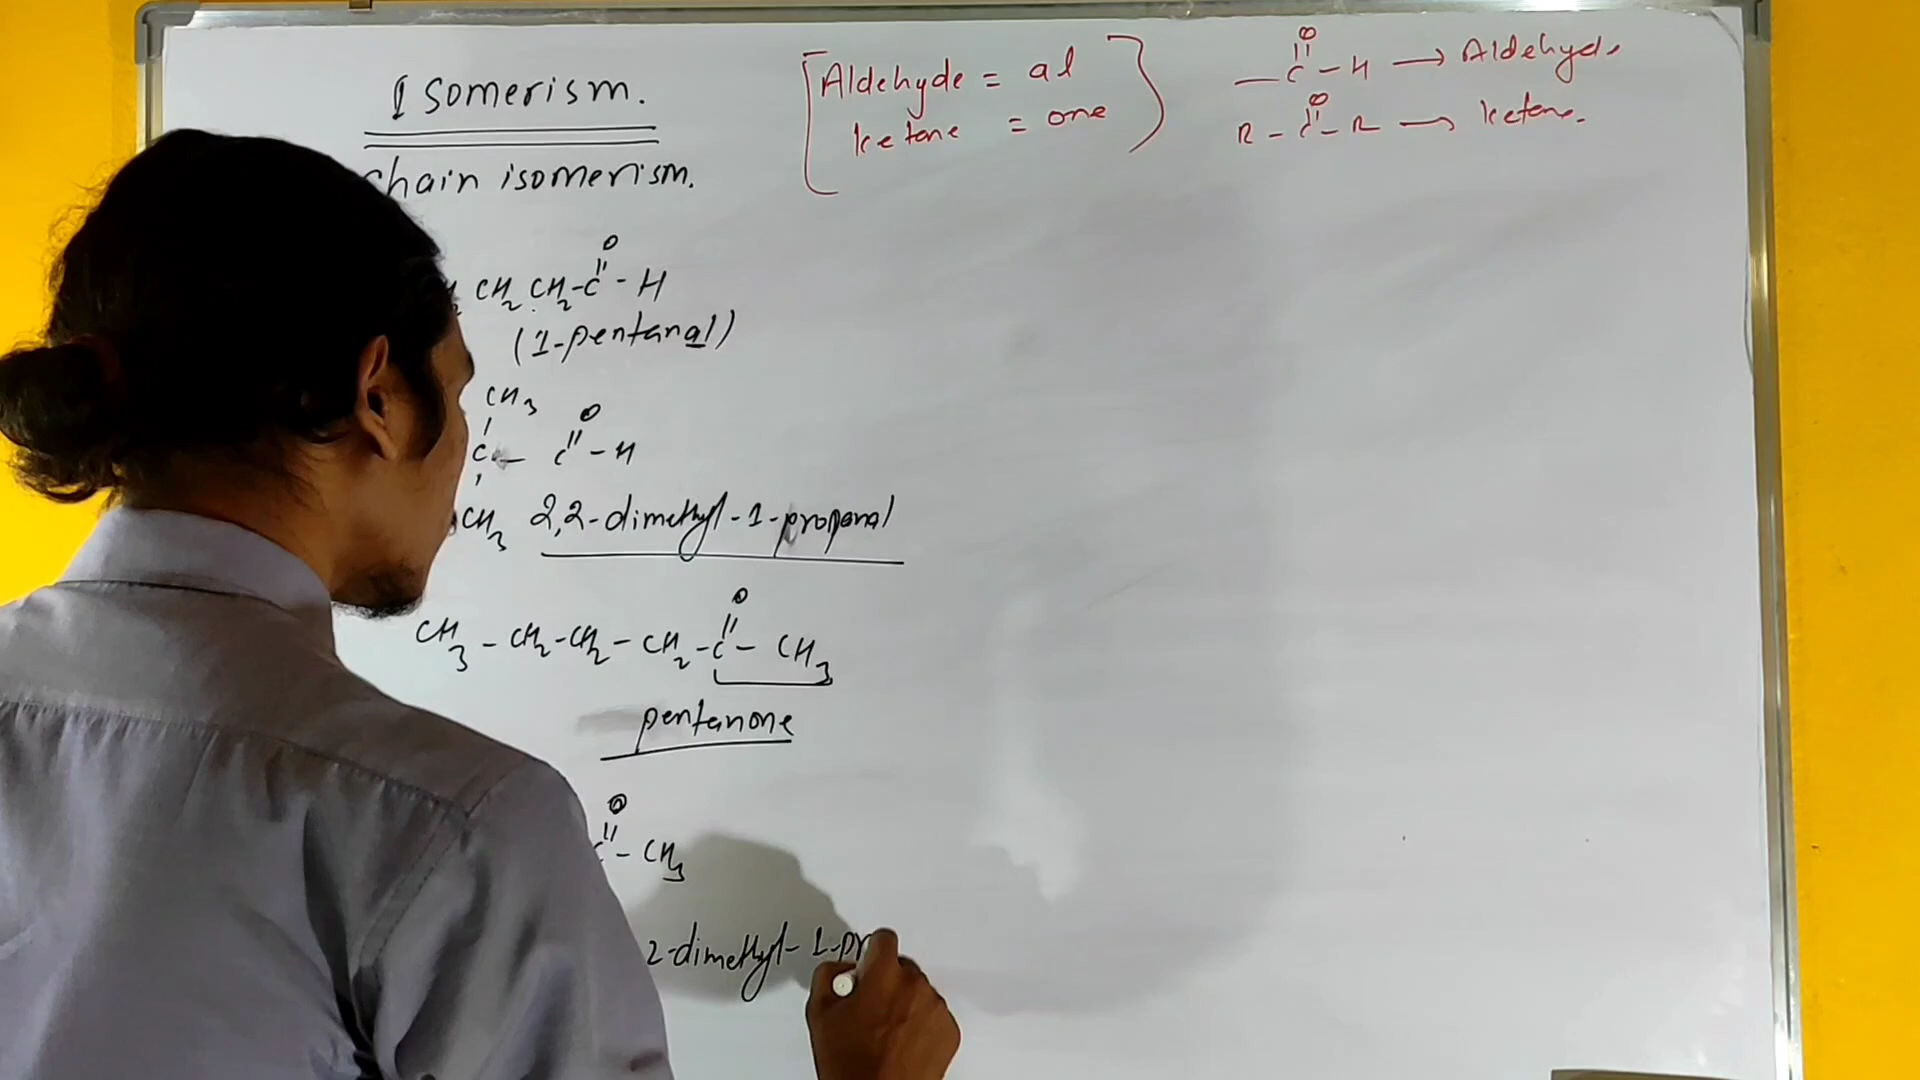 Isomerism.
Chain isomerism.
[Aldehyde = al
ketone = one]
—C(=O)–H → Aldehyde
R–C(=O)–R → ketone.
CH2 CH2–C(=O)–H
(1-pentanal)
CH3
C — C(=O)–H
CH3 2,2-dimethyl-1-propanal
CH3–CH2–CH2–CH2–C(=O)–CH3
pentanone
C(=O)–CH3
2-dimethyl-1-pr